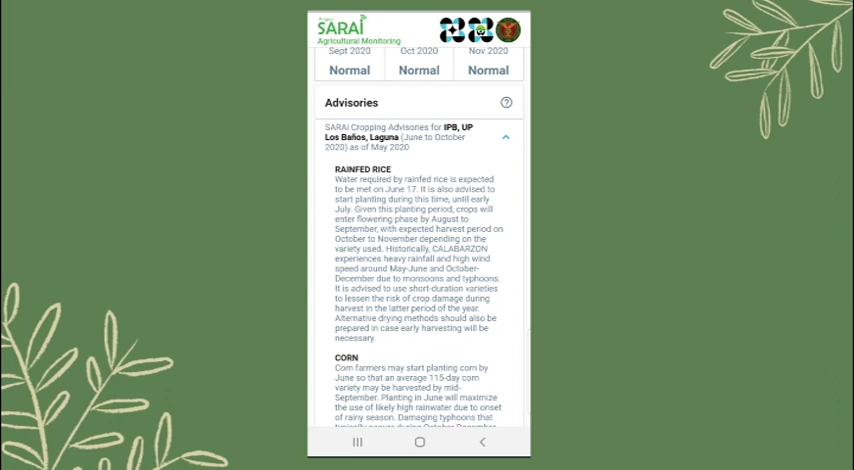 Project
SARAi
Agricultural Monitoring
Sept 2020 Oct 2020 Nov 2020
Normal Normal Normal
Advisories
SARAi Cropping Advisories for IPB, UP
Los Baños, Laguna (June to October
2020) as of May 2020
RAINFED RICE
Water required by rainfed rice is expected
to be met on June 17. It is also advised to
start planting during this time, until early
July. Given this planting period, crops will
enter flowering phase by August to
September, with expected harvest period on
October to November depending on the
variety used. Historically, CALABARZON
experiences heavy rainfall and high wind
speed around May-June and October-
December due to monsoons and typhoons.
It is advised to use short-duration varieties
to lessen the risk of crop damage during
harvest in the latter period of the year.
Alternative drying methods should also be
prepared in case early harvesting will be
necessary.
CORN
Corn farmers may start planting corn by
June so that an average 115-day corn
variety may be harvested by mid-
September. Planting in June will maximize
the use of likely high rainwater due to onset
of rainy season. Damaging typhoons that
typically occurs during October-December